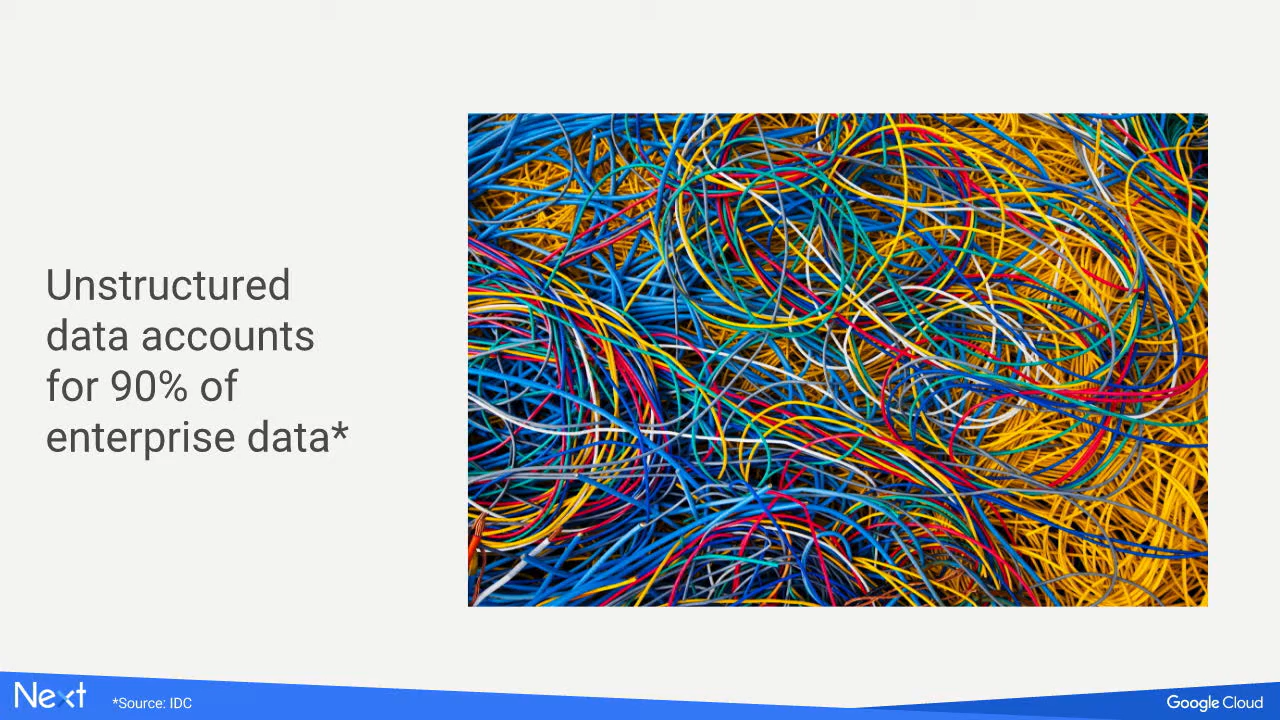 Unstructured
data accounts
for 90% of
enterprise data*
Next
*Source: IDC
Google Cloud